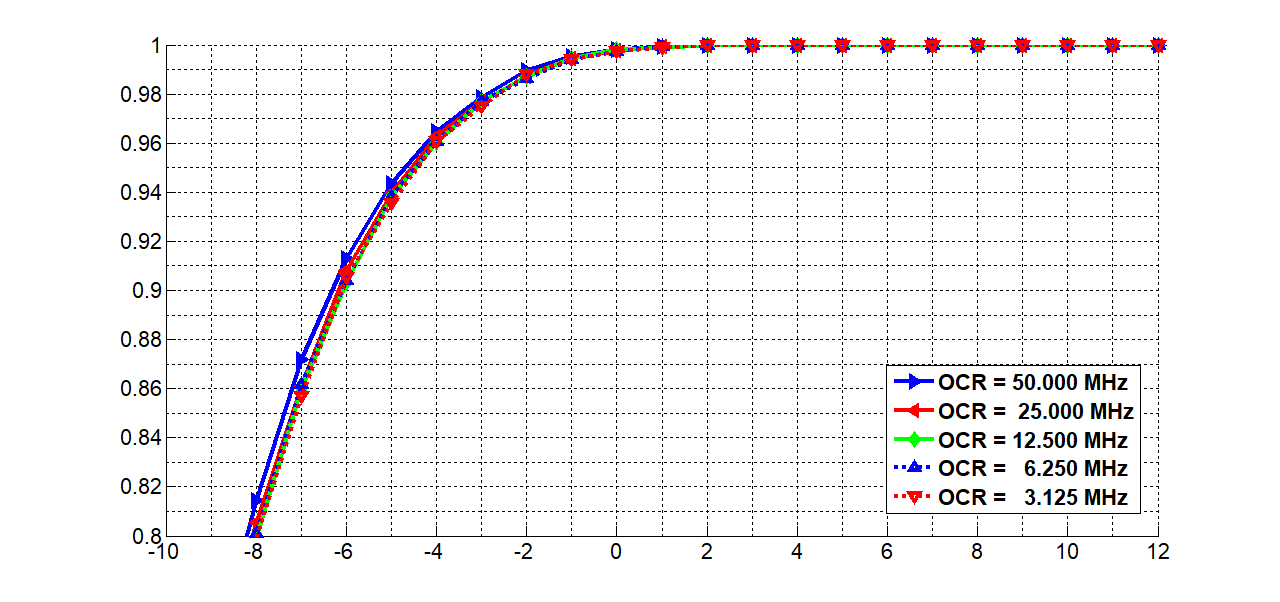 1
0.98
0.96
0.94
0.92
0.9
0.88
0.86
0.84
0.82
0.8
-10 -8 -6 -4 -2 0 2 4 6 8 10 12
OCR = 50.000 MHz
OCR = 25.000 MHz
OCR = 12.500 MHz
OCR = 6.250 MHz
OCR = 3.125 MHz